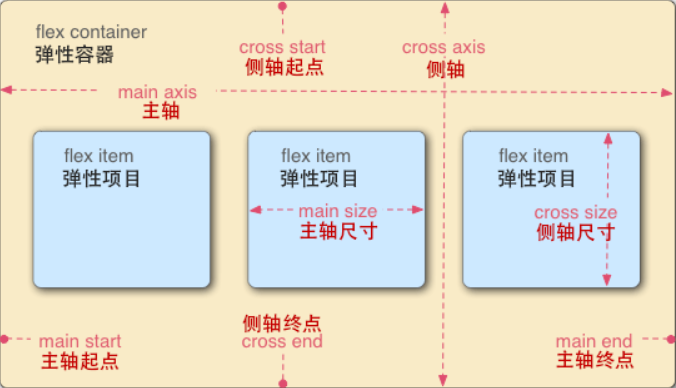 flex container
弹性容器
cross start
侧轴起点
cross axis
侧轴
main axis
主轴
flex item
弹性项目
flex item
弹性项目
main size
主轴尺寸
flex item
弹性项目
cross size
侧轴尺寸
main start
主轴起点
侧轴终点
cross end
main end
主轴终点